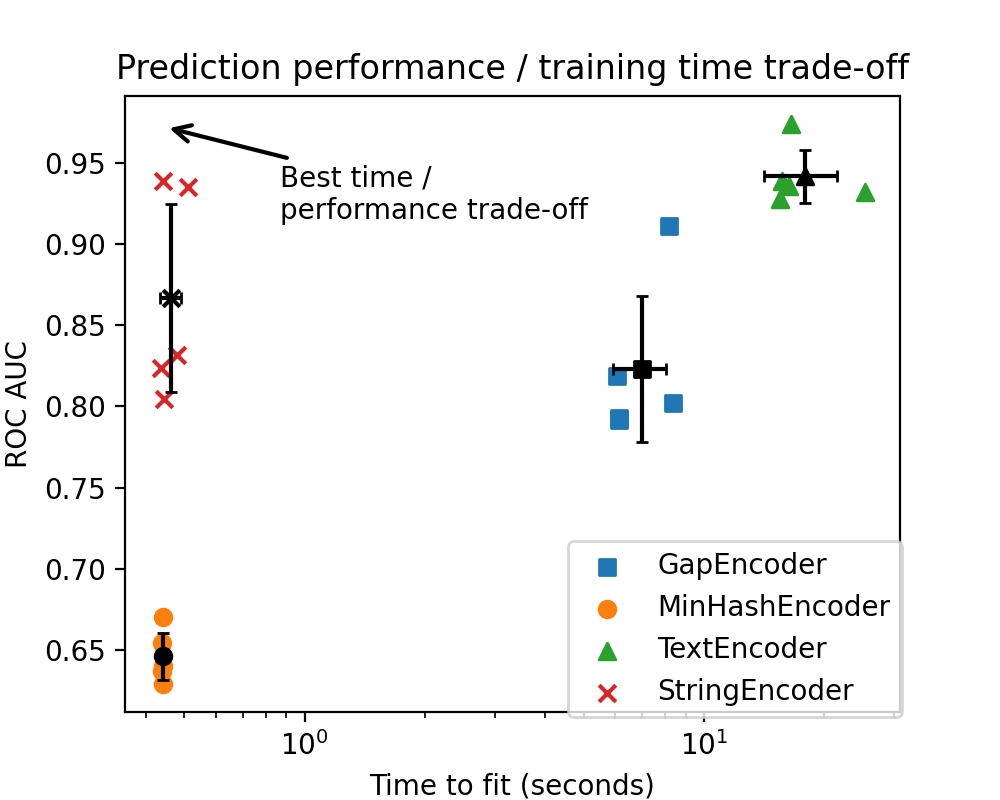 Prediction performance / training time trade-off
Best time /
performance trade-off
0.95
0.90
0.85
0.80
0.75
0.70
0.65
ROC AUC
GapEncoder
MinHashEncoder
TextEncoder
StringEncoder
10⁰
10¹
Time to fit (seconds)